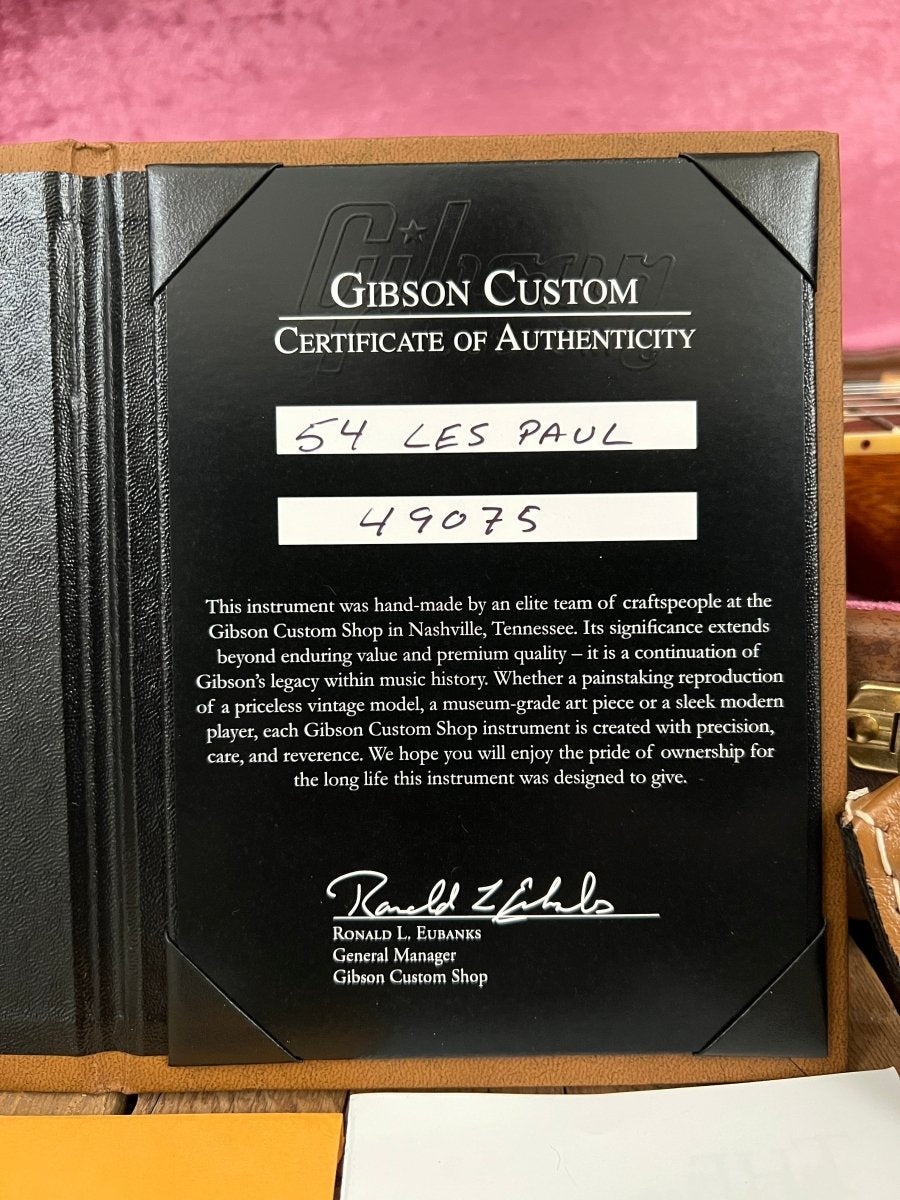 GIBSON CUSTOM
CERTIFICATE OF AUTHENTICITY
54 LES PAUL
49075
This instrument was hand-made by an elite team of craftspeople at the
Gibson Custom Shop in Nashville, Tennessee. Its significance extends
beyond enduring value and premium quality – it is a continuation of
Gibson's legacy within music history. Whether a painstaking reproduction
of a priceless vintage model, a museum-grade art piece or a sleek modern
player, each Gibson Custom Shop instrument is created with precision,
care, and reverence. We hope you will enjoy the pride of ownership for
the long life this instrument was designed to give.
Ronald L Eubanks
RONALD L. EUBANKS
General Manager
Gibson Custom Shop